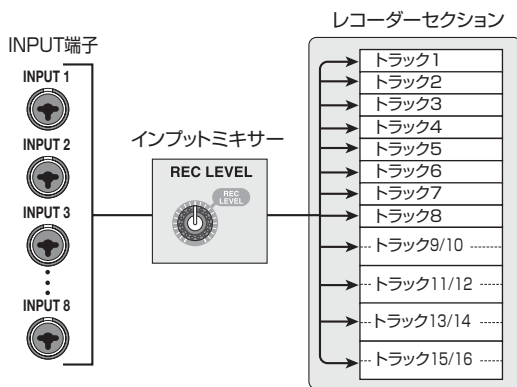 レコーダーセクション
INPUT端子
INPUT 1
INPUT 2
INPUT 3
INPUT 8
インプットミキサー
REC LEVEL
REC
LEVEL
トラック1
トラック2
トラック3
トラック4
トラック5
トラック6
トラック7
トラック8
トラック9/10
トラック11/12
トラック13/14
トラック15/16